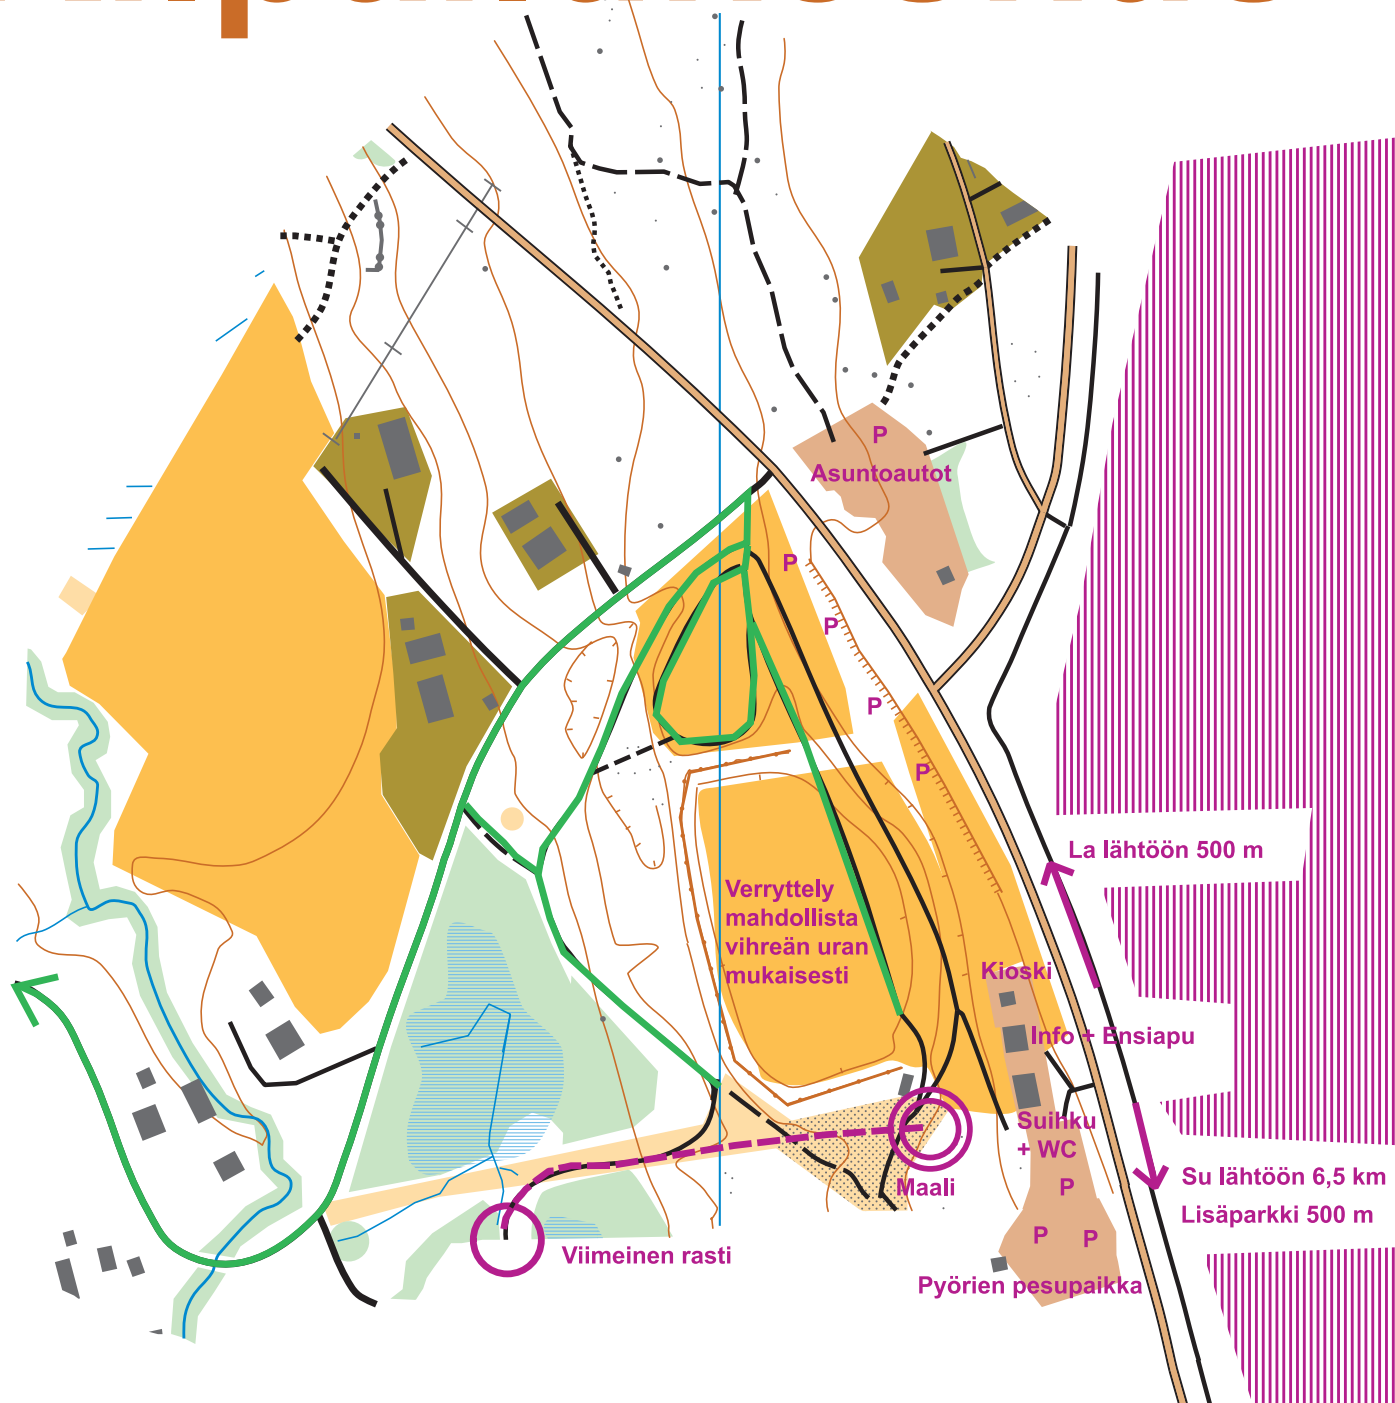 P
Asuntoautot
P
P
P
P
La lähtöön 500 m
Verryttely
mahdollista
vihreän uran
mukaisesti
Kioski
Info + Ensiapu
Suihku
+ WC
Maali
P
Su lähtöön 6,5 km
Lisäparkki 500 m
P
P
Viimeinen rasti
Pyörien pesupaikka